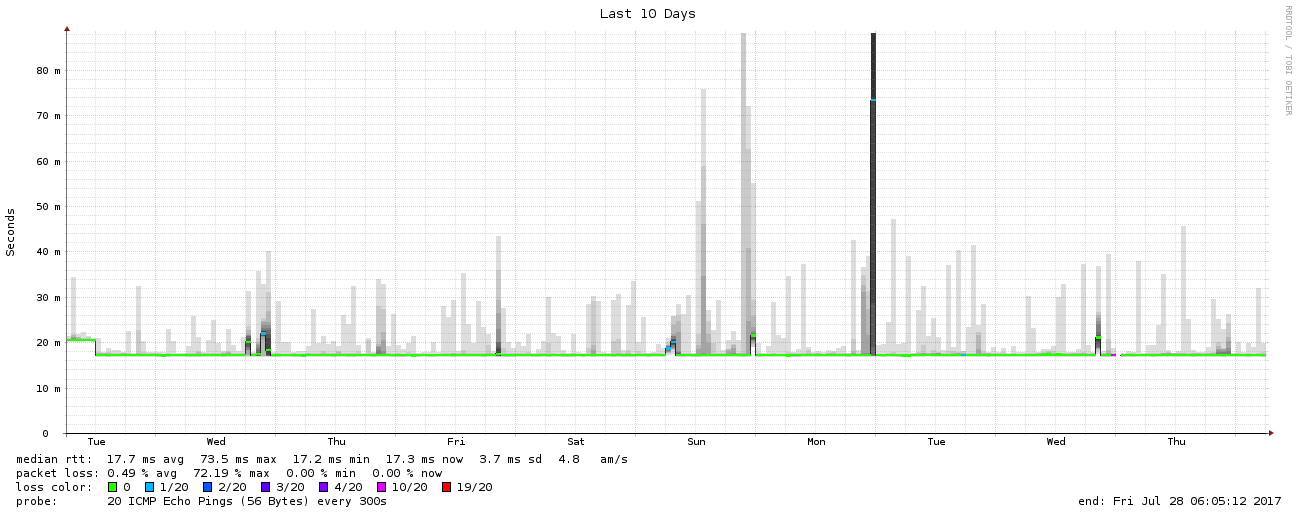 Last 10 Days
RRDTOOL / TOBI OETIKER
Seconds
80 m
70 m
60 m
50 m
40 m
30 m
20 m
10 m
0
Tue Wed Thu Fri Sat Sun Mon Tue Wed Thu
median rtt: 17.7 ms avg 73.5 ms max 17.2 ms min 17.3 ms now 3.7 ms sd 4.8 am/s
packet loss: 0.49 % avg 72.19 % max 0.00 % min 0.00 % now
loss color: 0 1/20 2/20 3/20 4/20 10/20 19/20
probe: 20 ICMP Echo Pings (56 Bytes) every 300s end: Fri Jul 28 06:05:12 2017